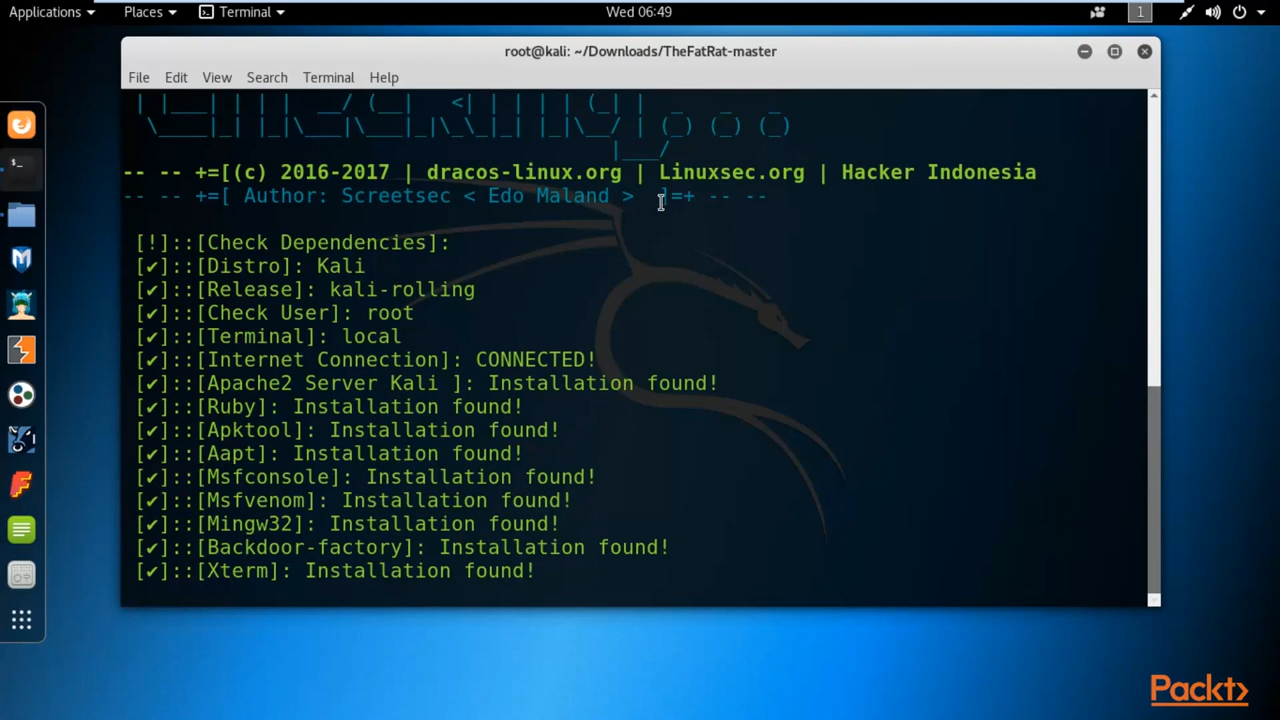 Applications Places Terminal Wed 06:49 1
root@kali: ~/Downloads/TheFatRat-master
File Edit View Search Terminal Help
-- -- +=[(c) 2016-2017 | dracos-linux.org | Linuxsec.org | Hacker Indonesia
-- -- +=[ Author: Screetsec < Edo Maland > ]=+ -- --
[!]::[Check Dependencies]:
[✔]::[Distro]: Kali
[✔]::[Release]: kali-rolling
[✔]::[Check User]: root
[✔]::[Terminal]: local
[✔]::[Internet Connection]: CONNECTED!
[✔]::[Apache2 Server Kali ]: Installation found!
[✔]::[Ruby]: Installation found!
[✔]::[Apktool]: Installation found!
[✔]::[Aapt]: Installation found!
[✔]::[Msfconsole]: Installation found!
[✔]::[Msfvenom]: Installation found!
[✔]::[Mingw32]: Installation found!
[✔]::[Backdoor-factory]: Installation found!
[✔]::[Xterm]: Installation found!
Packt>